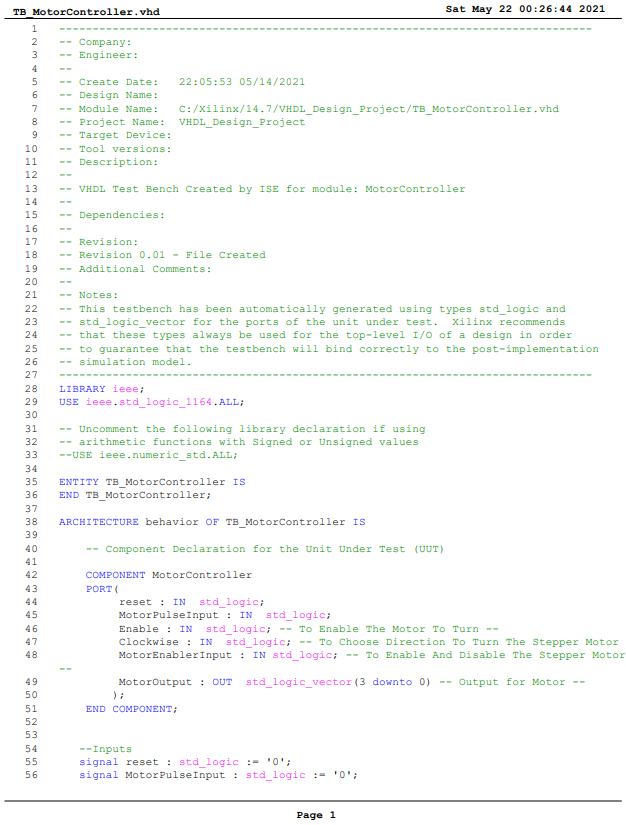 TB_MotorController.vhd Sat May 22 00:26:44 2021
1 --------------------------------------------------------------------------------
2 -- Company:
3 -- Engineer:
4 --
5 -- Create Date:   22:05:53 05/14/2021
6 -- Design Name:
7 -- Module Name:   C:/Xilinx/14.7/VHDL_Design_Project/TB_MotorController.vhd
8 -- Project Name:  VHDL_Design_Project
9 -- Target Device:
10 -- Tool versions:
11 -- Description:
12 --
13 -- VHDL Test Bench Created by ISE for module: MotorController
14 --
15 -- Dependencies:
16 --
17 -- Revision:
18 -- Revision 0.01 - File Created
19 -- Additional Comments:
20 --
21 -- Notes:
22 -- This testbench has been automatically generated using types std_logic and
23 -- std_logic_vector for the ports of the unit under test.  Xilinx recommends
24 -- that these types always be used for the top-level I/O of a design in order
25 -- to guarantee that the testbench will bind correctly to the post-implementation
26 -- simulation model.
27 --------------------------------------------------------------------------------
28 LIBRARY ieee;
29 USE ieee.std_logic_1164.ALL;
30
31 -- Uncomment the following library declaration if using
32 -- arithmetic functions with Signed or Unsigned values
33 --USE ieee.numeric_std.ALL;
34
35 ENTITY TB_MotorController IS
36 END TB_MotorController;
37
38 ARCHITECTURE behavior OF TB_MotorController IS
39
40 -- Component Declaration for the Unit Under Test (UUT)
41
42 COMPONENT MotorController
43 PORT(
44 reset : IN  std_logic;
45 MotorPulseInput : IN  std_logic;
46 Enable : IN  std_logic; -- To Enable The Motor To Turn --
47 Clockwise : IN  std_logic; -- To Choose Direction To Turn The Stepper Motor
48 MotorEnablerInput : IN std_logic; -- To Enable And Disable The Stepper Motor
--
49 MotorOutput : OUT  std_logic_vector(3 downto 0) -- Output for Motor --
50 );
51 END COMPONENT;
52
53
54 --Inputs
55 signal reset : std_logic := '0';
56 signal MotorPulseInput : std_logic := '0';
Page 1